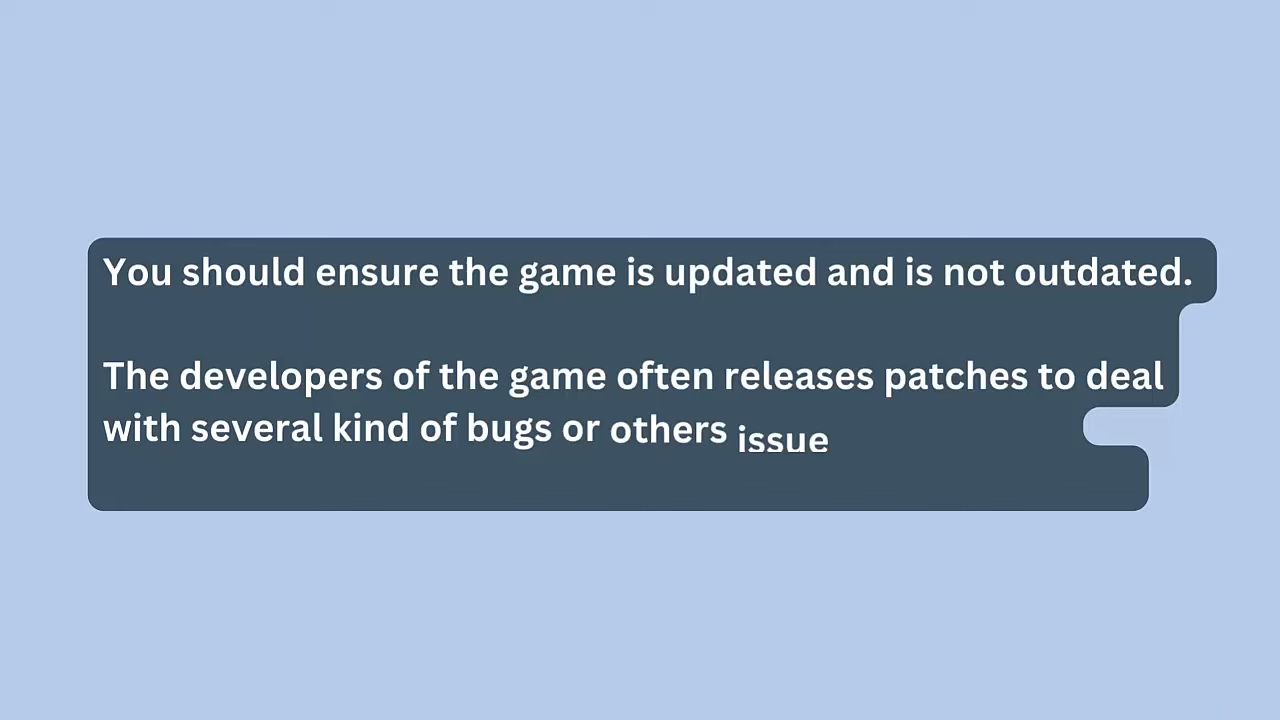 You should ensure the game is updated and is not outdated.
The developers of the game often releases patches to deal
with several kind of bugs or others issue